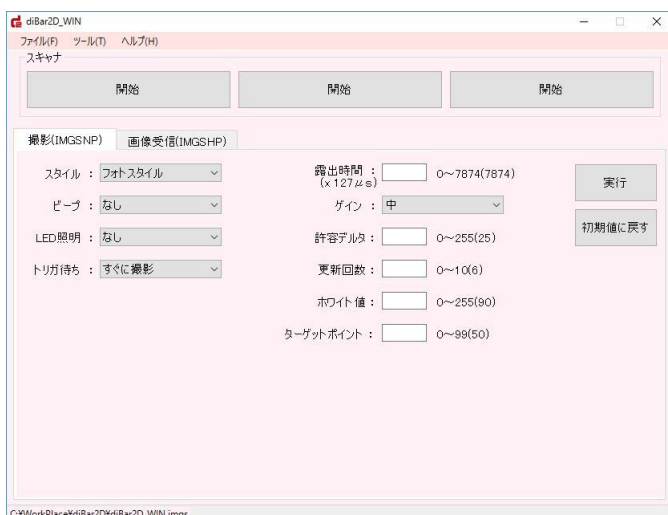 diBar2D_WIN
ファイル(F) ツール(T) ヘルプ(H)
スキャナ
開始 開始 開始
撮影(IMGSNP) 画像受信(IMGSHP)
スタイル : フォトスタイル
ビープ : なし
LED照明 : なし
トリガ待ち : すぐに撮影
露出時間 :
(x 127μs)
0~7874(7874)
ゲイン : 中
許容デルタ : 0~255(25)
更新回数 : 0~10(6)
ホワイト値 : 0~255(90)
ターゲットポイント : 0~99(50)
実行
初期値に戻す
C:¥WorkPlace¥diBar2D¥diBar2D_WIN.imgs